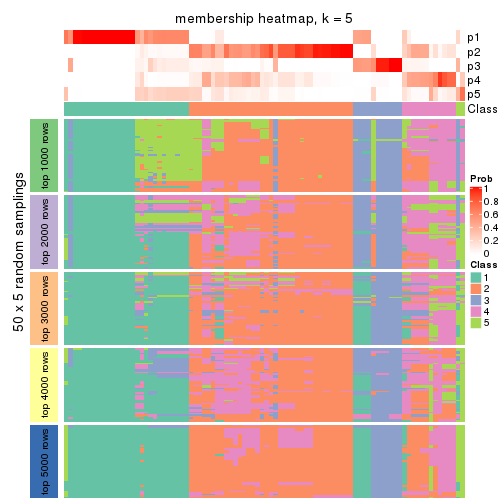 membership heatmap, k = 5
p1
p2
p3
p4
p5
Class
50 x 5 random samplings
top 1000 rows
top 2000 rows
top 3000 rows
top 4000 rows
top 5000 rows
Prob
1
0.8
0.6
0.4
0.2
0
Class
1
2
3
4
5